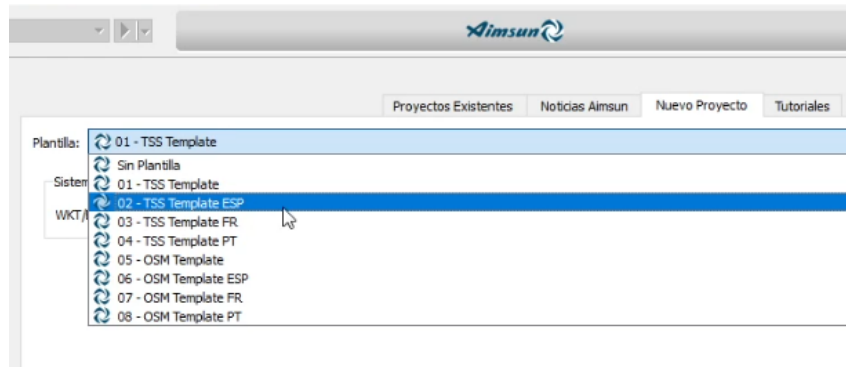 Aimsun
Proyectos Existentes Noticias Aimsun Nuevo Proyecto Tutoriales
Plantilla: 01 - TSS Template
Sin Plantilla
Sistem 01 - TSS Template
02 - TSS Template ESP
WKT/ 03 - TSS Template FR
04 - TSS Template PT
05 - OSM Template
06 - OSM Template ESP
07 - OSM Template FR
08 - OSM Template PT